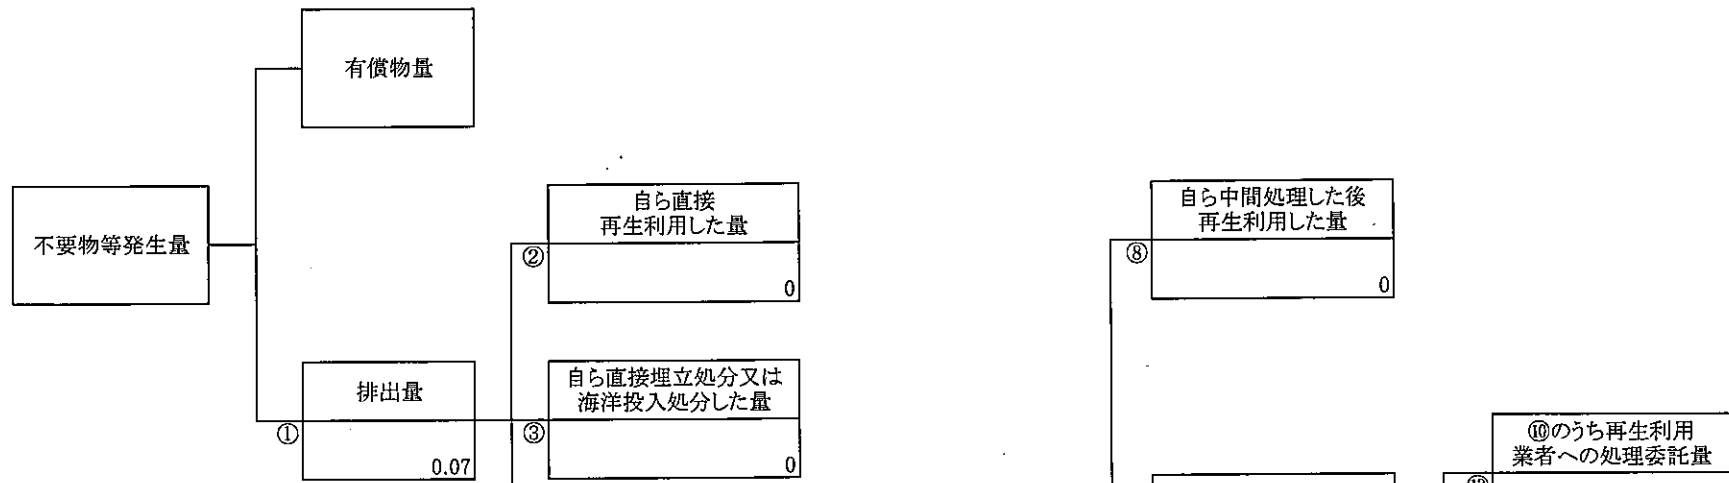 有償物量
不要物等発生量
自ら直接
再生利用した量
②
0
自ら中間処理した後
再生利用した量
⑧
0
排出量
①
0.07
自ら直接埋立処分又は
海洋投入処分した量
③
0
⑩のうち再生利用
業者への処理委託量